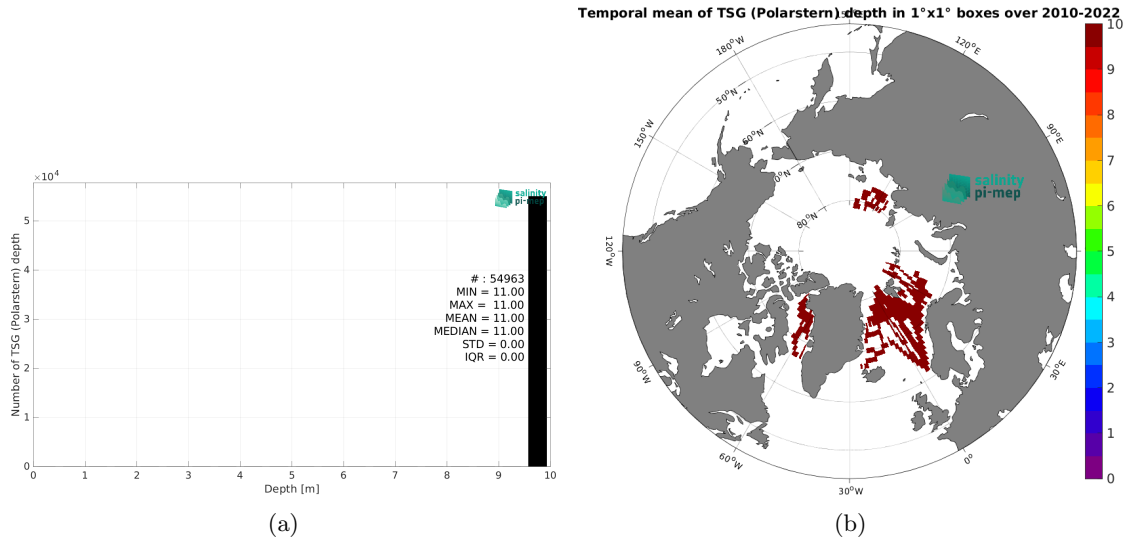 Temporal mean of TSG (Polarstern) depth in 1°x1° boxes over 2010-2022
×10⁴
5
4
3
2
1
0
Number of TSG (Polarstern) depth
0 1 2 3 4 5 6 7 8 9 10
Depth [m]
salinity
pi-mep
# : 54963
MIN = 11.00
MAX = 11.00
MEAN = 11.00
MEDIAN = 11.00
STD = 0.00
IQR = 0.00
(a)
180°W
120°E
150°W
90°E
50°N
60°N
0°N
80°N
salinity
pi-mep
120°W
90°W
30°E
60°W
0°
30°W
10
9
8
7
6
5
4
3
2
1
0
(b)